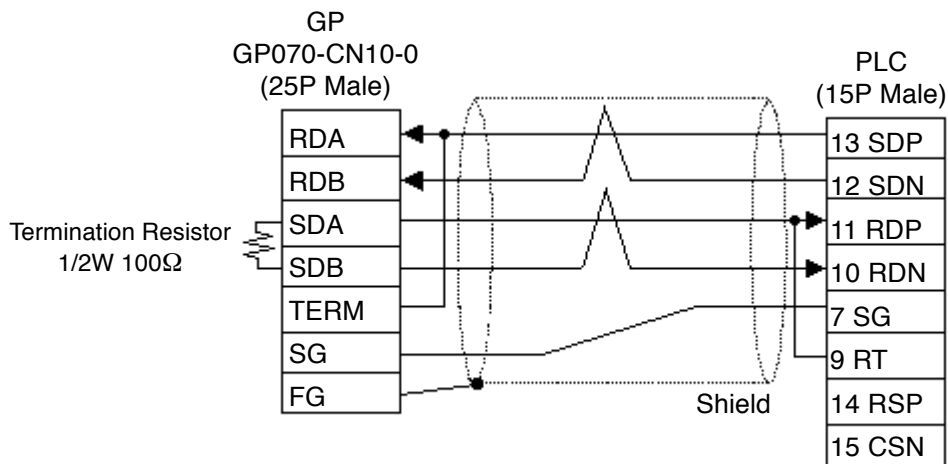 GP
GP070-CN10-0
(25P Male)
PLC
(15P Male)
RDA
RDB
SDA
SDB
TERM
SG
FG
Termination Resistor
1/2W 100Ω
Shield
13 SDP
12 SDN
11 RDP
10 RDN
7 SG
9 RT
14 RSP
15 CSN